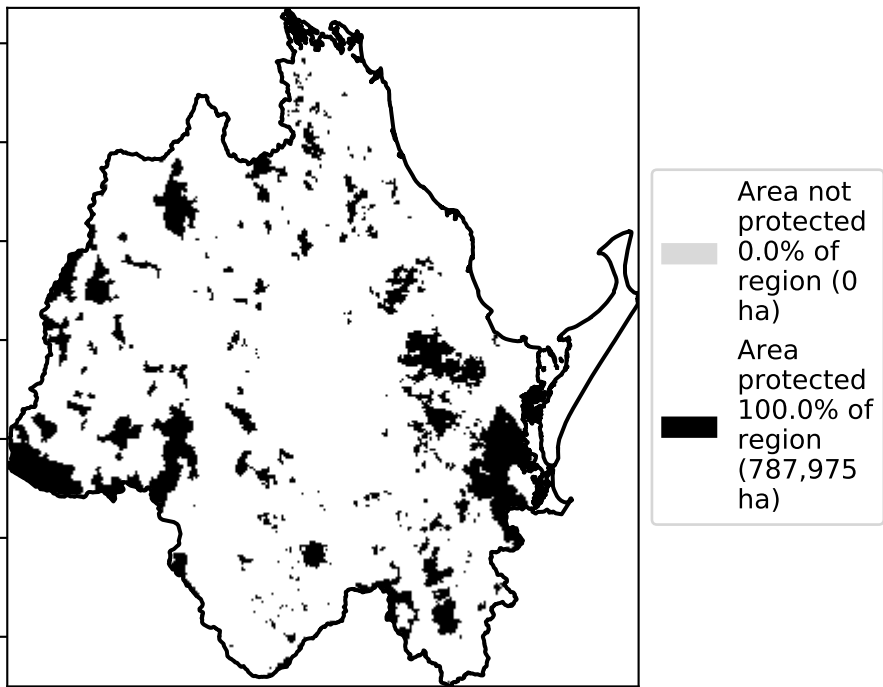 Area not
protected
0.0% of
region (0
ha)
Area
protected
100.0% of
region
(787,975
ha)